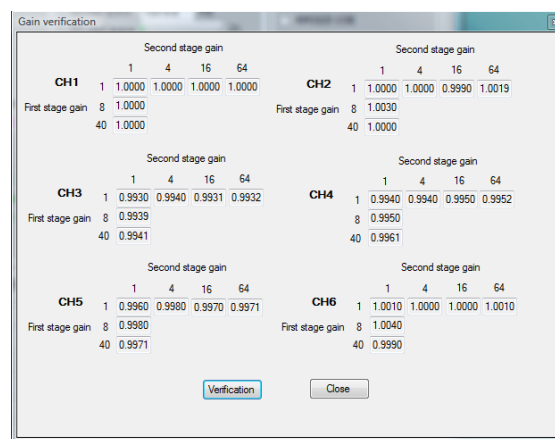 Gain verification
Second stage gain
1 4 16 64
CH1 1 1.0000 1.0000 1.0000 1.0000
First stage gain 8 1.0000
40 1.0000
Second stage gain
1 4 16 64
CH2 1 1.0000 1.0000 0.9990 1.0019
First stage gain 8 1.0030
40 1.0000
Second stage gain
1 4 16 64
CH3 1 0.9930 0.9940 0.9931 0.9932
First stage gain 8 0.9939
40 0.9941
Second stage gain
1 4 16 64
CH4 1 0.9940 0.9940 0.9950 0.9952
First stage gain 8 0.9950
40 0.9961
Second stage gain
1 4 16 64
CH5 1 0.9960 0.9980 0.9970 0.9971
First stage gain 8 0.9980
40 0.9971
Second stage gain
1 4 16 64
CH6 1 1.0010 1.0000 1.0000 1.0010
First stage gain 8 1.0040
40 0.9990
Verification Close